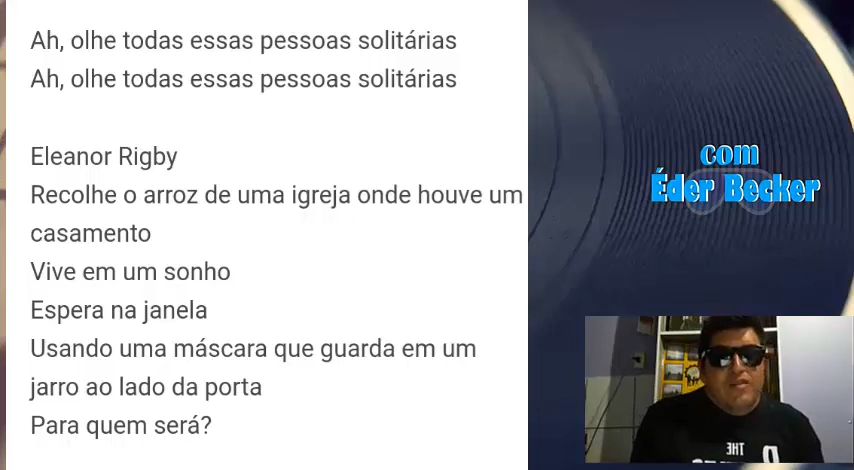 Ah, olhe todas essas pessoas solitárias
Ah, olhe todas essas pessoas solitárias
Eleanor Rigby
Recolhe o arroz de uma igreja onde houve um
casamento
Vive em um sonho
Espera na janela
Usando uma máscara que guarda em um
jarro ao lado da porta
Para quem será?
com
Éder Becker
THE